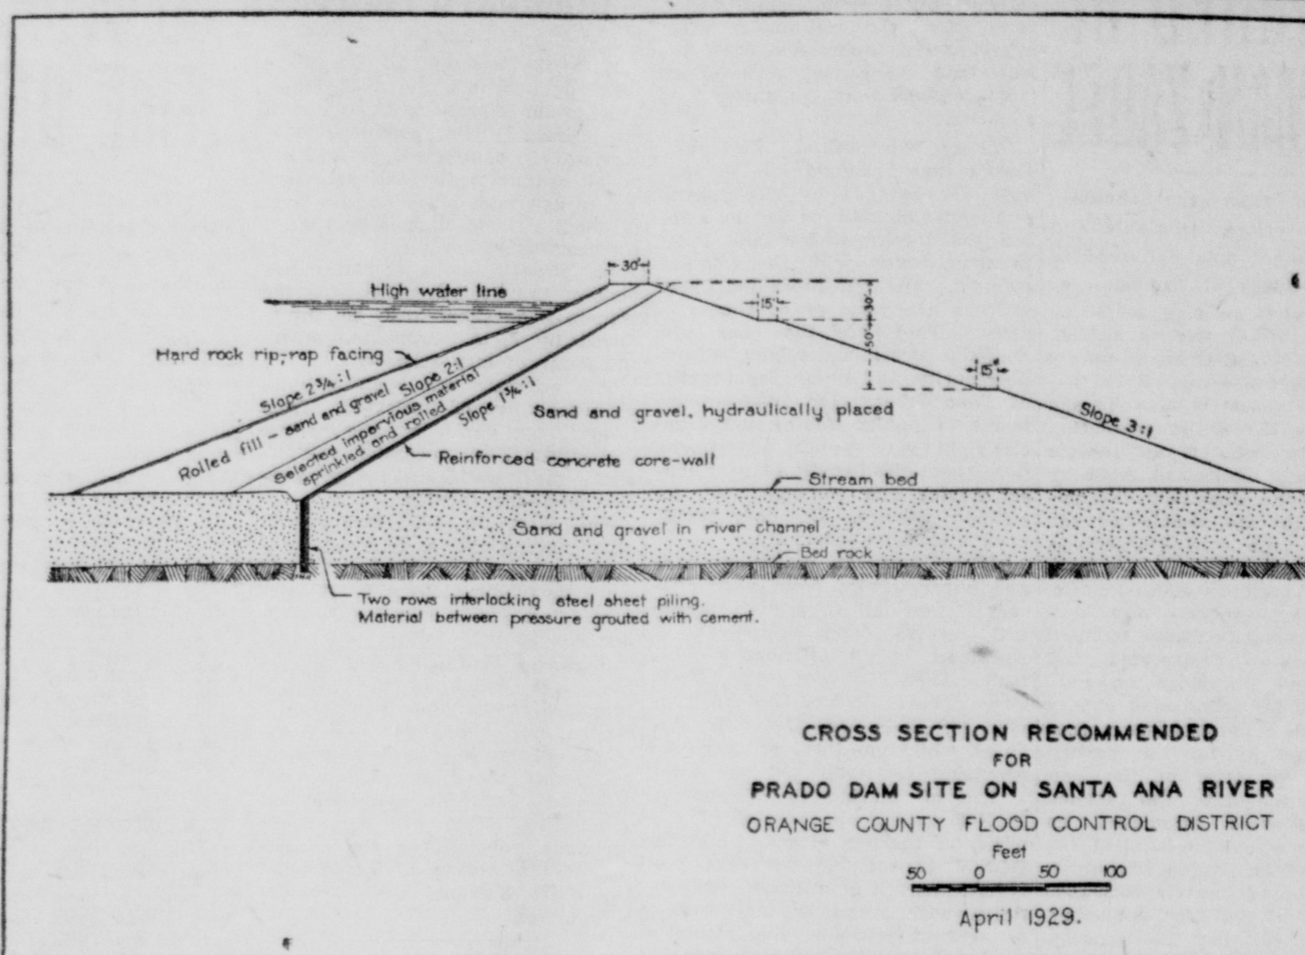 30'
High water line
15'
30'
50'
Hard rock rip-rap facing
15'
Slope 2¾:1
Rolled fill - sand and gravel
Slope 2:1
Selected impervious material
sprinkled and rolled
Slope 1¾:1
Sand and gravel, hydraulically placed
Slope 3:1
Reinforced concrete core-wall
Stream bed
Sand and gravel in river channel
Bed rock
Two rows interlocking steel sheet piling.
Material between pressure grouted with cement.
CROSS SECTION RECOMMENDED
FOR
PRADO DAM SITE ON SANTA ANA RIVER
ORANGE COUNTY FLOOD CONTROL DISTRICT
Feet
50 0 50 100
April 1929.